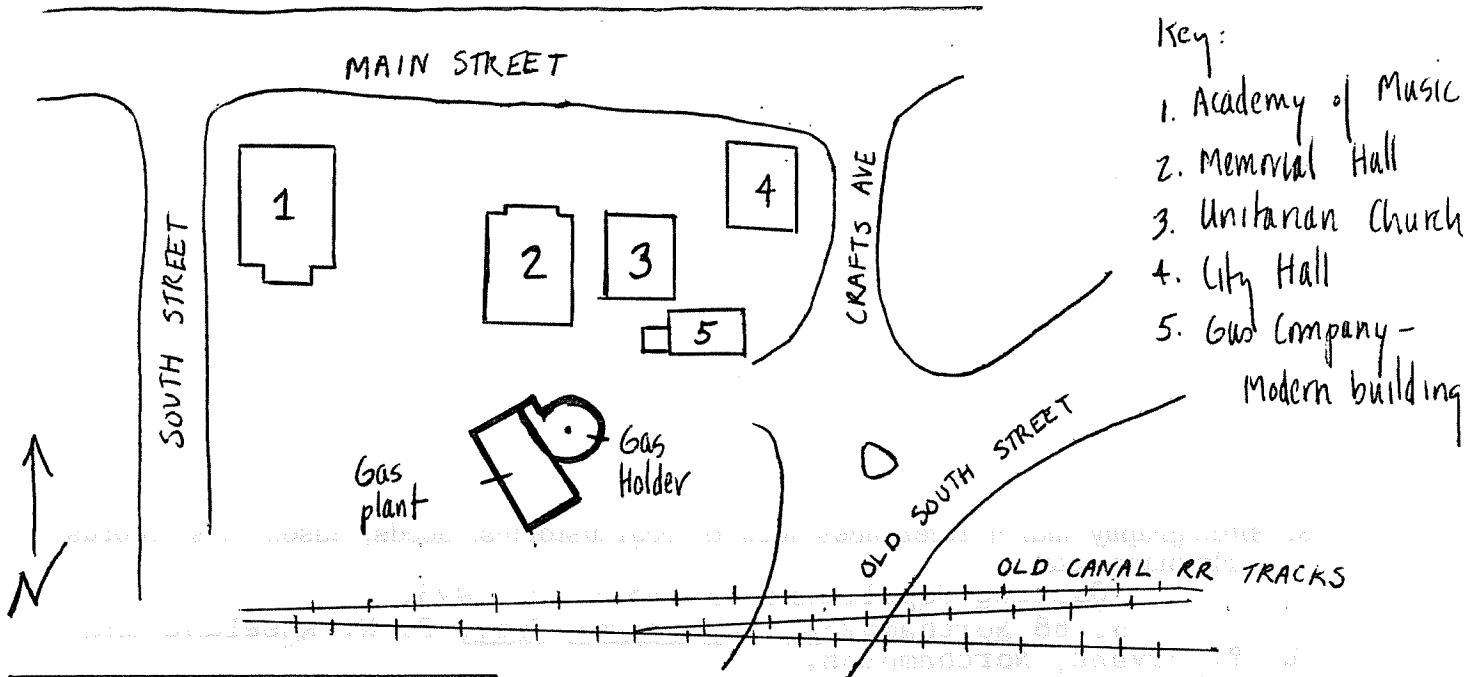 MAIN STREET
SOUTH STREET
CRAFTS AVE
1
2
3
4
5
Gas
plant
Gas
Holder
OLD SOUTH STREET
OLD CANAL RR TRACKS
N
Key:
1. Academy of Music
2. Memorial Hall
3. Unitarian Church
4. City Hall
5. Gas Company -
Modern building